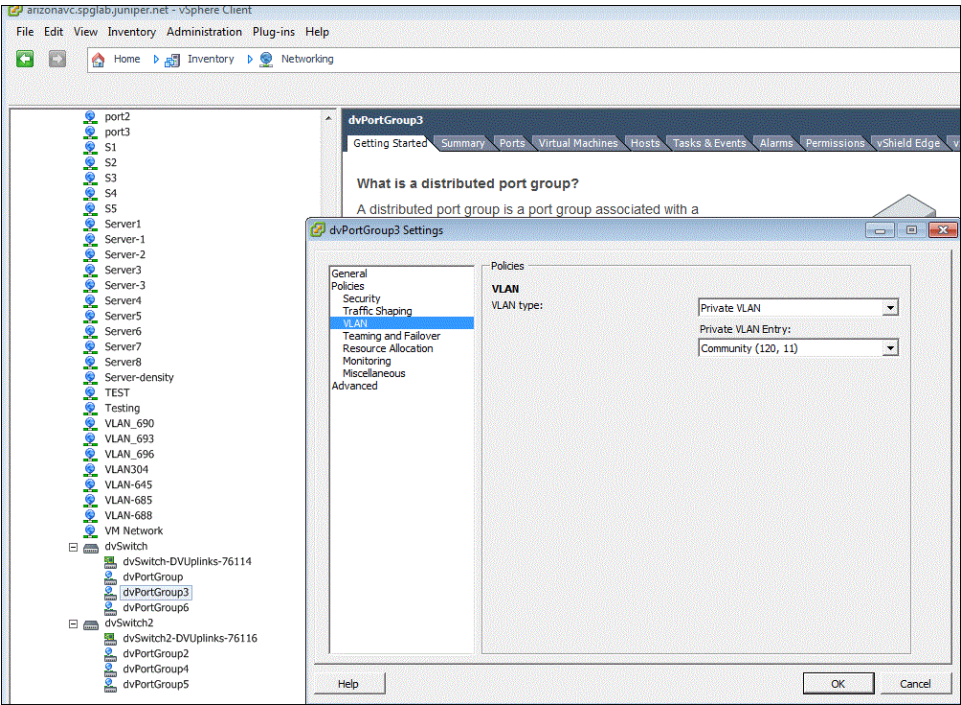 arizonavc.spglab.juniper.net - vSphere Client
File Edit View Inventory Administration Plug-ins Help
Home Inventory Networking
port2
port3
S1
S2
S3
S4
S5
Server1
Server-1
Server-2
Server3
Server-3
Server4
Server5
Server6
Server7
Server8
Server-density
TEST
Testing
VLAN_690
VLAN_693
VLAN_696
VLAN304
VLAN-645
VLAN-685
VLAN-688
VM Network
dvSwitch
dvSwitch-DVUplinks-76114
dvPortGroup
dvPortGroup3
dvPortGroup6
dvSwitch2
dvSwitch2-DVUplinks-76116
dvPortGroup2
dvPortGroup4
dvPortGroup5
dvPortGroup3
Getting Started Summary Ports Virtual Machines Hosts Tasks & Events Alarms Permissions vShield Edge
What is a distributed port group?
A distributed port group is a port group associated with a
dvPortGroup3 Settings
General
Policies
Security
Traffic Shaping
VLAN
Teaming and Failover
Resource Allocation
Monitoring
Miscellaneous
Advanced
Policies
VLAN
VLAN type:
Private VLAN
Private VLAN Entry:
Community (120, 11)
Help OK Cancel